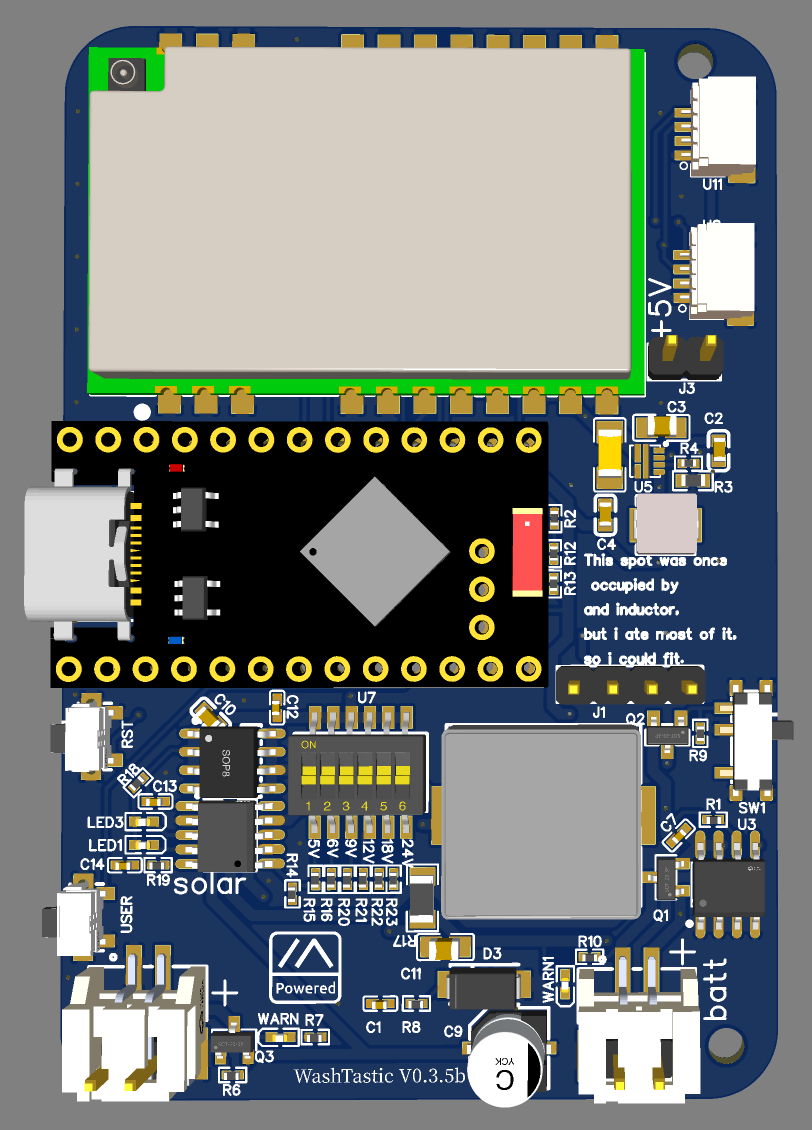 U11
+5V
J3
C3
C2
R4
U5
R3
C4
R2
R12
R13
This spot was once
occupied by
and inductor.
but i ate most of it.
so i could fit.
J1
U7
C10
C12
RST
SOP8
ON
1 2 3 4 5 6
Q2
R9
SW1
R18
C13
LED3
LED1
C14
R19
solar
5V 6V 9V 12V 18V 24V
R14
R15 R16 R20 R21 R22 R23
R1
C7
U3
Q1
USER
R17
C11
D3
R10
WARN1
+
batt
Powered
+
WARN
R7
C1
R8
C9
Q3
R6
C
YCK
WashTastic V0.3.5b